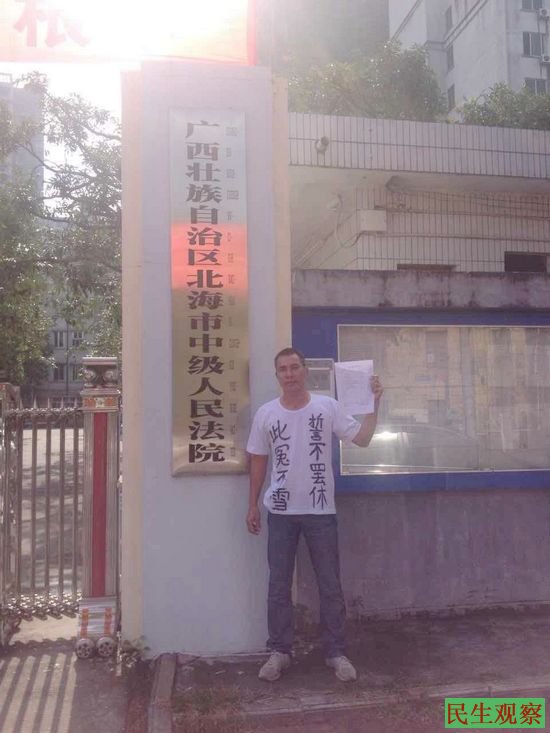 根
广西壮族自治区北海市中级人民法院
此冤不雪
誓不罢休
民生观察